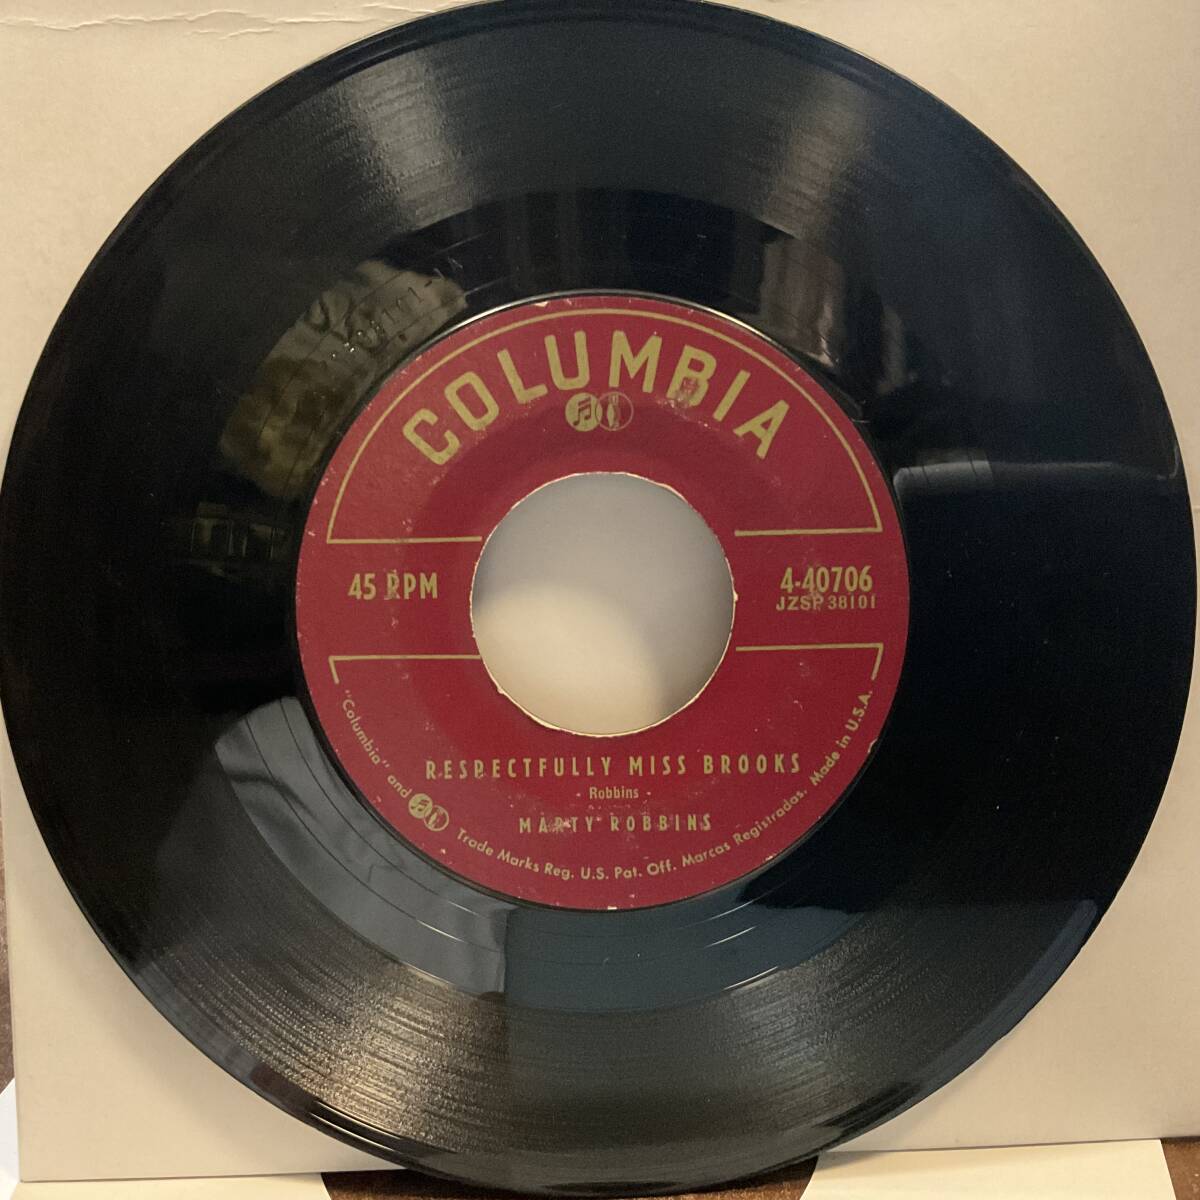 COLUMBIA
45 RPM
4-40706
JZSP 38101
RESPECTFULLY MISS BROOKS
- Robbins -
MARTY ROBBINS
"Columbia" and Trade Marks Reg. U.S. Pat. Off. Marcas Registradas. Made in U.S.A.